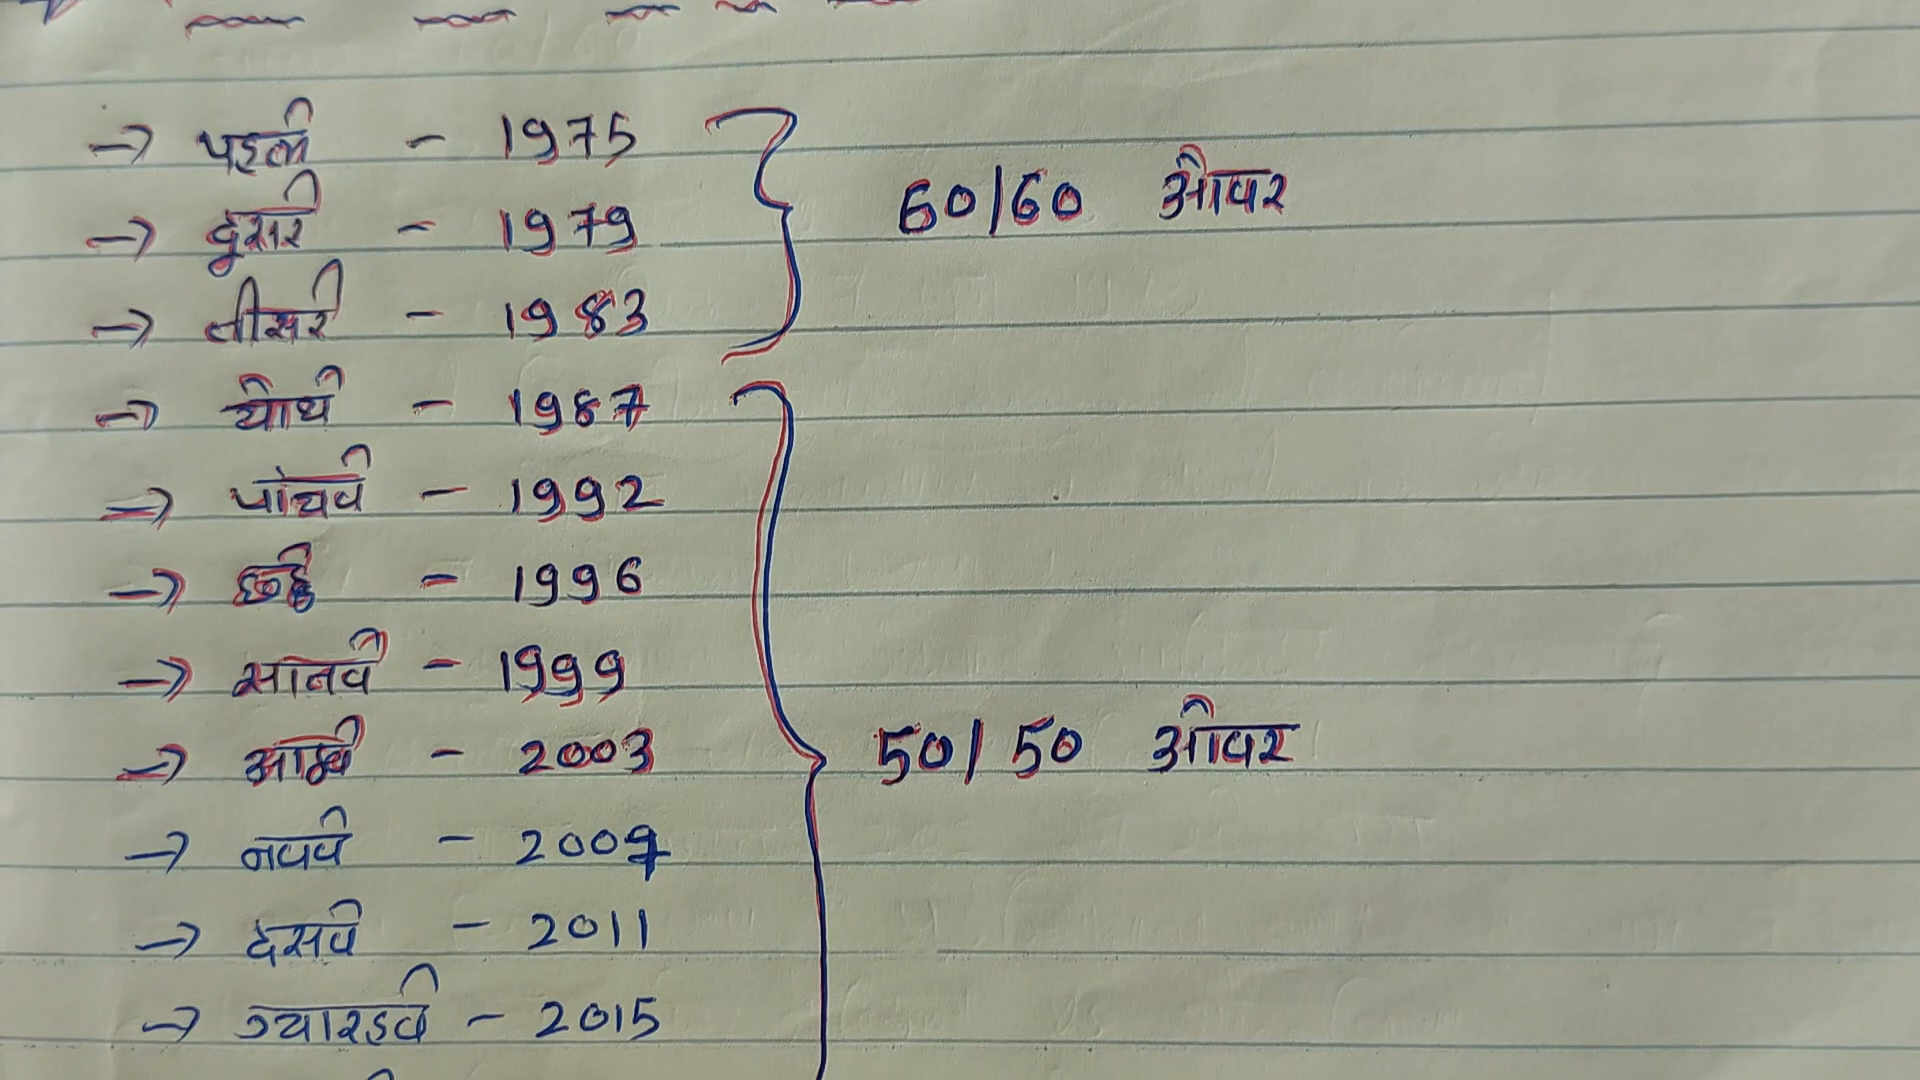 → पहली - 1975
→ दूसरी - 1979
→ तीसरी - 1983
60/60 ओवर
→ चौथी - 1987
→ पांचवी - 1992
→ - 1996
→ सातवी - 1999
→ आठवी - 2003
50/50 ओवर
→ नववी - 2007
→ दसवी - 2011
→ ग्यारहवी - 2015